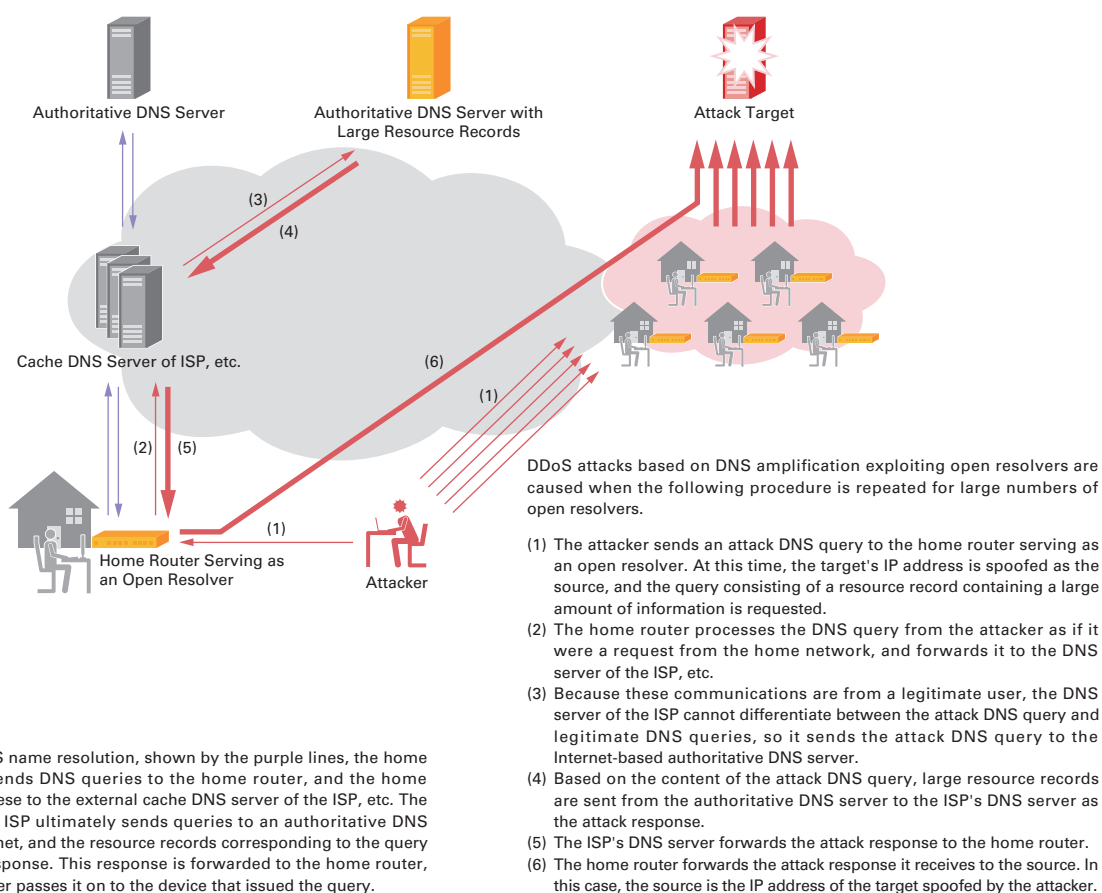 Authoritative DNS Server
Authoritative DNS Server with
Large Resource Records
Attack Target
(3)
(4)
Cache DNS Server of ISP, etc.
(6)
(1)
(2)
(5)
(1)
Home Router Serving as
an Open Resolver
Attacker
DDoS attacks based on DNS amplification exploiting open resolvers are
caused when the following procedure is repeated for large numbers of
open resolvers.
(1) The attacker sends an attack DNS query to the home router serving as
an open resolver. At this time, the target's IP address is spoofed as the
source, and the query consisting of a resource record containing a large
amount of information is requested.
(2) The home router processes the DNS query from the attacker as if it
were a request from the home network, and forwards it to the DNS
server of the ISP, etc.
(3) Because these communications are from a legitimate user, the DNS
server of the ISP cannot differentiate between the attack DNS query and
legitimate DNS queries, so it sends the attack DNS query to the
Internet-based authoritative DNS server.
(4) Based on the content of the attack DNS query, large resource records
are sent from the authoritative DNS server to the ISP's DNS server as
the attack response.
(5) The ISP's DNS server forwards the attack response to the home router.
(6) The home router forwards the attack response it receives to the source. In
this case, the source is the IP address of the target spoofed by the attacker.
name resolution, shown by the purple lines, the home
DNS queries to the home router, and the home
to the external cache DNS server of the ISP, etc. The
ISP ultimately sends queries to an authoritative DNS
and the resource records corresponding to the query
This response is forwarded to the home router,
passes it on to the device that issued the query.